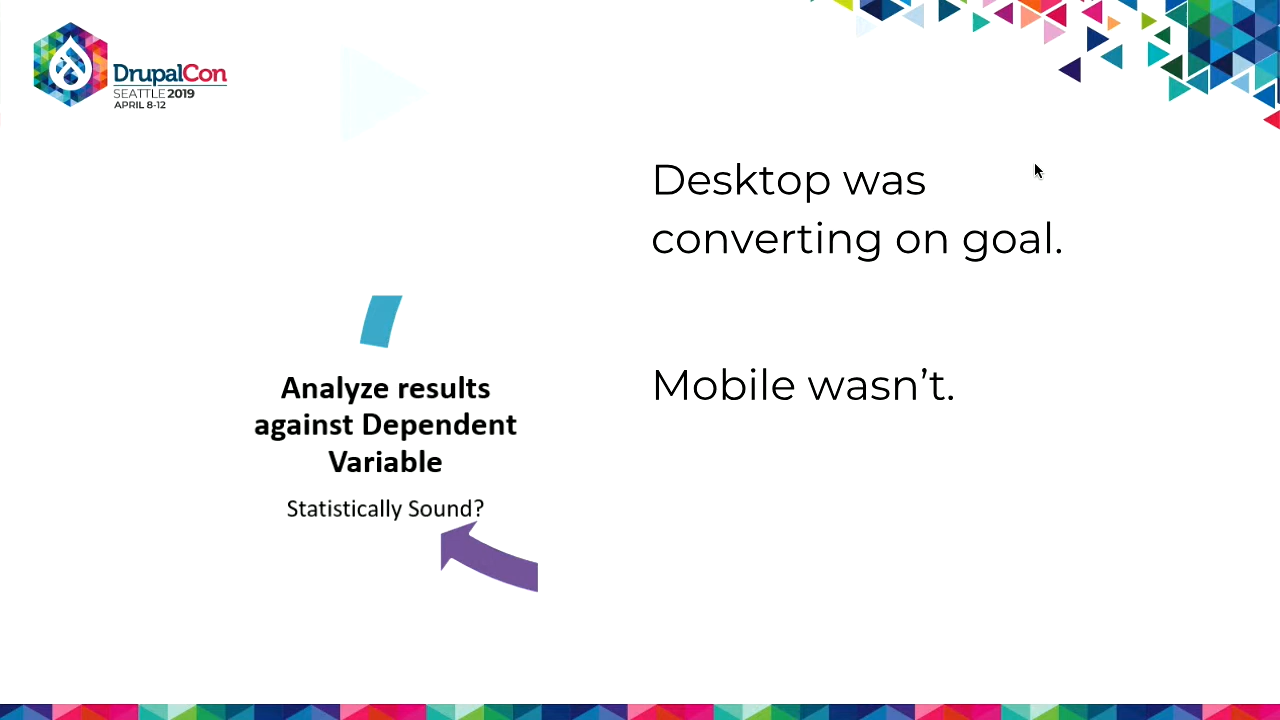 DrupalCon
SEATTLE 2019
APRIL 8-12
Desktop was
converting on goal.
Mobile wasn’t.
Analyze results
against Dependent
Variable
Statistically Sound?